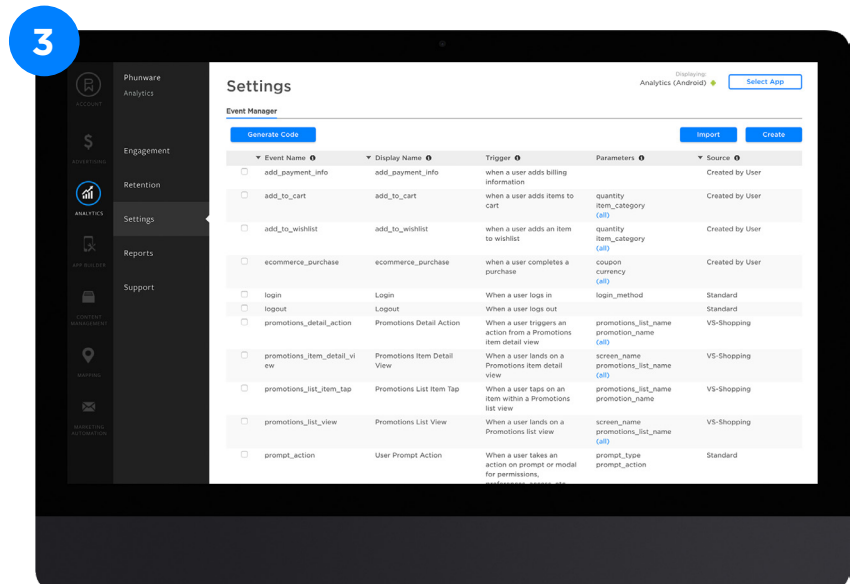 3
ACCOUNT
ADVERTISING
ANALYTICS
APP BUILDER
CONTENT
MANAGEMENT
MAPPING
MARKETING
AUTOMATION
Phunware
Analytics
Engagement
Retention
Settings
Reports
Support
Settings
Displaying:
Analytics (Android)
Select App
Event Manager
Generate Code
Import
Create
Event Name Display Name Trigger Parameters Source
add_payment_info add_payment_info when a user adds billing Created by User
information
add_to_cart add_to_cart when a user adds items to quantity Created by User
cart item_category
(all)
add_to_wishlist add_to_wishlist when a user adds an item quantity Created by User
to wishlist item_category
(all)
ecommerce_purchase ecommerce_purchase when a user completes a coupon Created by User
purchase currency
(all)
login Login When a user logs in login_method Standard
logout Logout When a user logs out Standard
promotions_detail_action Promotions Detail Action When a user triggers an promotions_list_name VS-Shopping
action from a Promotions promotion_name
item detail view (all)
promotions_item_detail_vi Promotions Item Detail When a user lands on a screen_name VS-Shopping
ew View Promotions item detail promotions_list_name
view (all)
promotions_list_item_tap Promotions List Item Tap When a user taps on an promotions_list_name VS-Shopping
item within a Promotions promotion_name
list view
promotions_list_view Promotions List View When a user lands on a screen_name VS-Shopping
Promotions list view promotions_list_name
(all)
prompt_action User Prompt Action When a user takes an prompt_type Standard
action on prompt or modal prompt_action
for permissions,